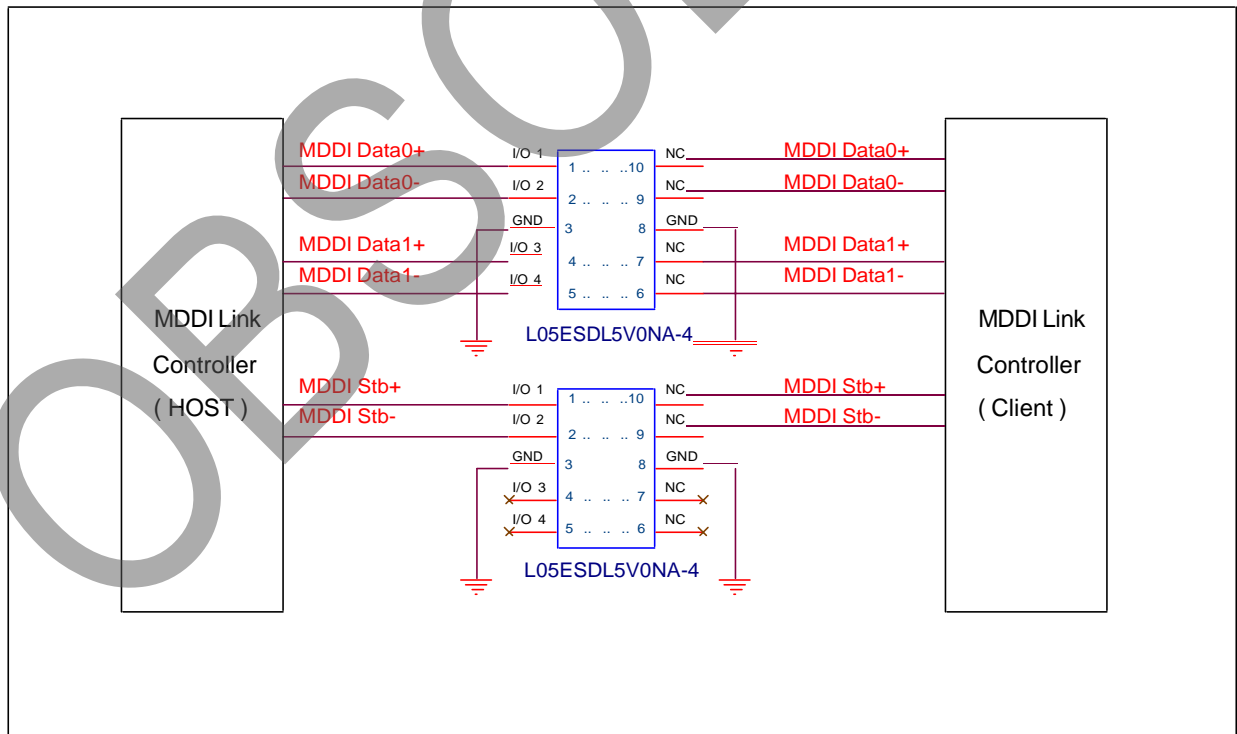 MDDI Data0+ I/O 1 1 .. .. ..10 NC MDDI Data0+
MDDI Data0- I/O 2 2 .. .. .. 9 NC MDDI Data0-
GND 3 8 GND
MDDI Data1+ I/O 3 4 .. .. .. 7 NC MDDI Data1+
MDDI Data1- I/O 4 5 .. .. .. 6 NC MDDI Data1-
L05ESDL5V0NA-4
MDDI Link
Controller
( HOST )
MDDI Link
Controller
( Client )
MDDI Stb+ I/O 1 1 .. .. ..10 NC MDDI Stb+
MDDI Stb- I/O 2 2 .. .. .. 9 NC MDDI Stb-
GND 3 8 GND
I/O 3 4 .. .. .. 7 NC
I/O 4 5 .. .. .. 6 NC
L05ESDL5V0NA-4